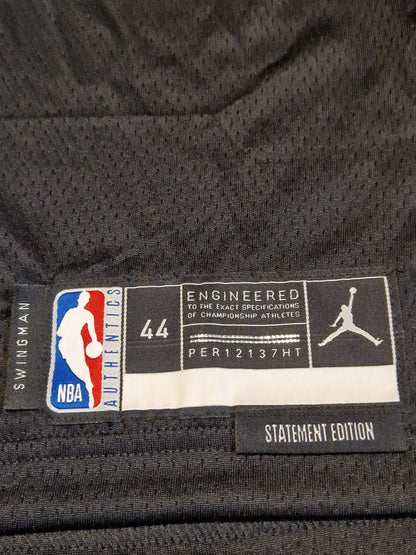 SWINGMAN
NBA
AUTHENTICS
44
ENGINEERED
TO THE EXACT SPECIFICATIONS
OF CHAMPIONSHIP ATHLETES
PER12137HT
STATEMENT EDITION